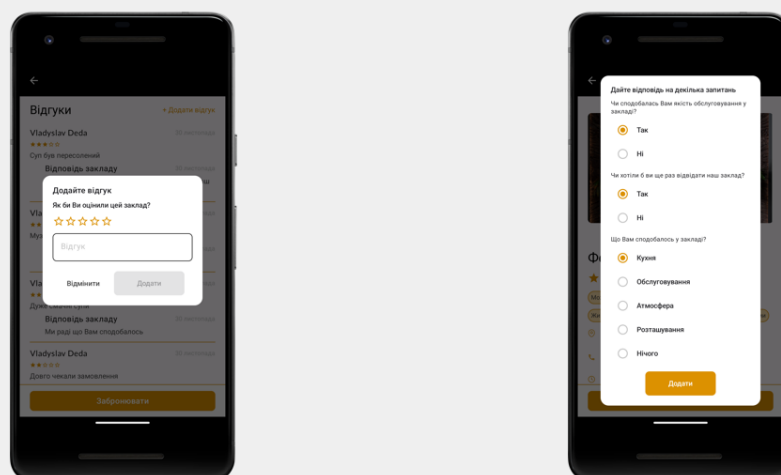 Відгуки
+ Додати відгук
Vladyslav Deda
Суп був пересолений
Відповідь закладу
Додайте відгук
Як би Ви оцінили цей заклад?
Відгук
Відмінити
Додати
Відповідь закладу
Ми раді що Вам сподобалось
Vladyslav Deda
Довго чекали замовлення
Забронювати
Дайте відповідь на декілька запитань
Чи сподобалась Вам якість обслуговування у
закладі?
Так
Ні
Чи хотіли б ви ще раз відвідати наш заклад?
Так
Ні
Що Вам сподобалось у закладі?
Кухня
Обслуговування
Атмосфера
Розташування
Нічого
Додати